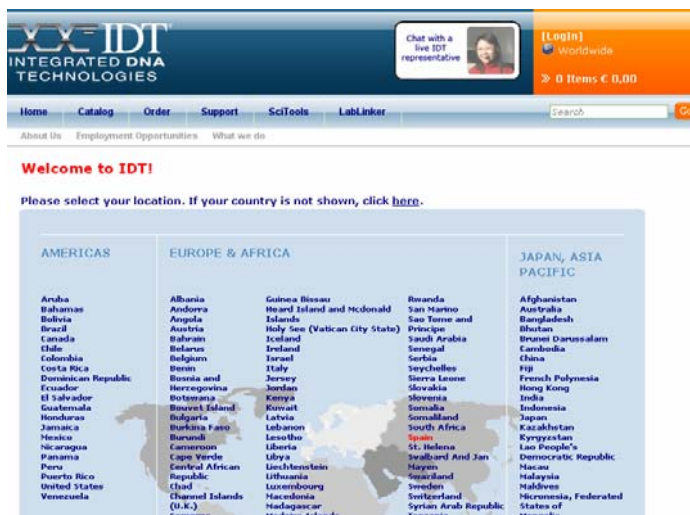 IDT
INTEGRATED DNA
TECHNOLOGIES
Chat with a
live IDT
representative
[LogIn]
Worldwide
0 Items € 0,00
Home Catalog Order Support SciTools LabLinker
Search
Go
About Us Employment Opportunities What we do
Welcome to IDT!
Please select your location. If your country is not shown, click here.
AMERICAS
Aruba
Bahamas
Bolivia
Brazil
Canada
Chile
Colombia
Costa Rica
Dominican Republic
Ecuador
El Salvador
Guatemala
Honduras
Jamaica
Mexico
Nicaragua
Panama
Peru
Puerto Rico
United States
Venezuela
EUROPE & AFRICA
Albania
Andorra
Angola
Austria
Bahrain
Belarus
Belgium
Benin
Bosnia and
Herzegovina
Botswana
Bouvet Island
Bulgaria
Burkina Faso
Burundi
Cameroon
Cape Verde
Central African
Republic
Chad
Channel Islands
(U.K.)
Guinea Bissau
Heard Island and Mcdonald
Islands
Holy See (Vatican City State)
Iceland
Ireland
Israel
Italy
Jersey
Jordan
Kenya
Kuwait
Latvia
Lebanon
Lesotho
Liberia
Libya
Liechtenstein
Lithuania
Luxembourg
Macedonia
Madagascar
Rwanda
San Marino
Sao Tome and
Principe
Saudi Arabia
Senegal
Serbia
Seychelles
Sierra Leone
Slovakia
Slovenia
Somalia
Somaliland
South Africa
Spain
St. Helena
Svalbard And Jan
Mayen
Swaziland
Sweden
Switzerland
Syrian Arab Republic
JAPAN, ASIA
PACIFIC
Afghanistan
Australia
Bangladesh
Bhutan
Brunei Darussalam
Cambodia
China
Fiji
French Polynesia
Hong Kong
India
Indonesia
Japan
Kazakhstan
Kyrgyzstan
Lao People's
Democratic Republic
Macau
Malaysia
Maldives
Micronesia, Federated
States of